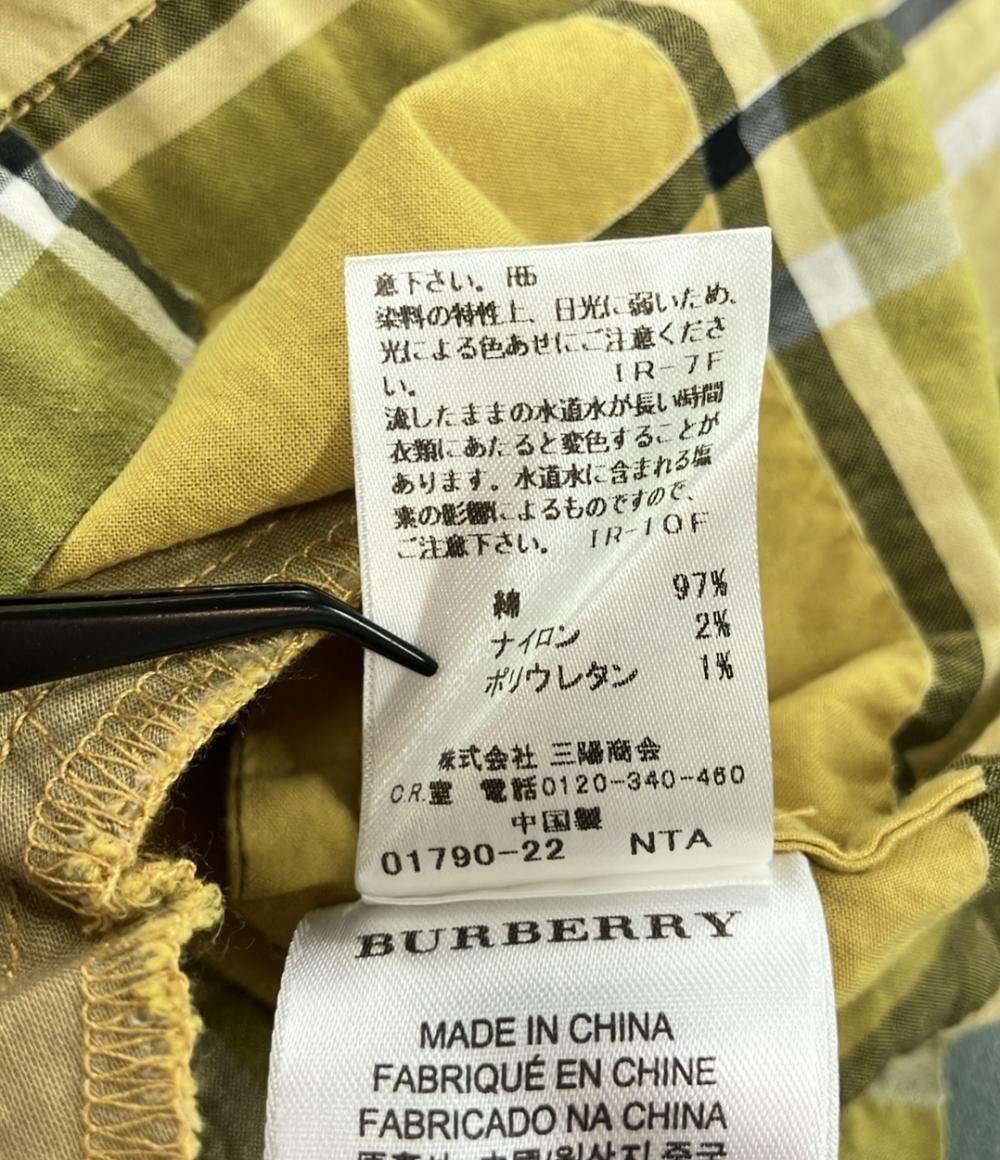 意下さい。
染料の特性上、日光に弱いため、
光による色あせにご注意くださ
い。 IR-7F
流したままの水道水が長い時間
衣類にあたると変色することが
あります。水道水に含まれる塩
素の影響によるものですので、
ご注意下さい。 IR-10F
綿 97%
ナイロン 2%
ポリウレタン 1%
株式会社 三陽商会
C.R.室 電話0120-340-460
中国製
01790-22 NTA
BURBERRY
MADE IN CHINA
FABRIQUÉ EN CHINE
FABRICADO NA CHINA